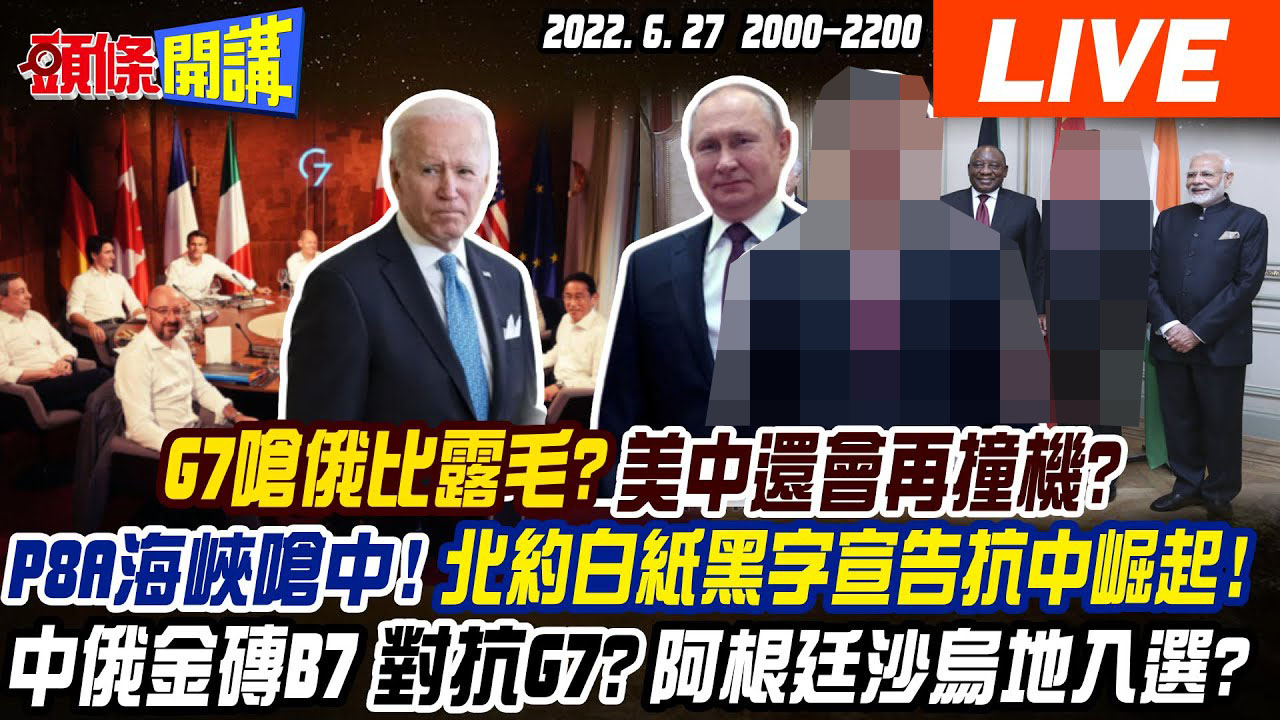 頭條開講
2022.6.27 2000-2200
LIVE
G7
G7嗆俄比露毛?美中還會再撞機?
P8A海峽嗆中!北約白紙黑字宣告抗中崛起!
中俄金磚B7 對抗G7?阿根廷沙烏地入選?